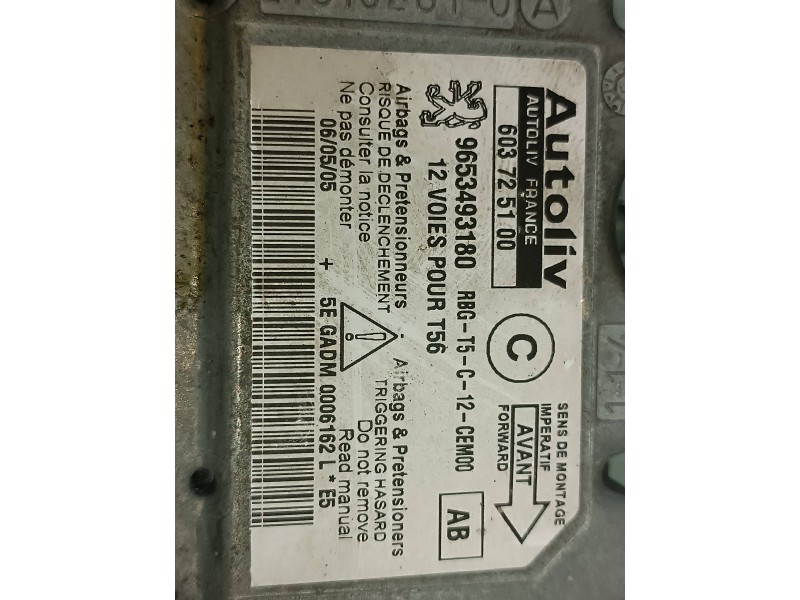 Autoliv
AUTOLIV FRANCE
603 72 51 00
C
SENS DE MONTAGE
IMPERATIF
AVANT
FORWARD
9653493180 RBG-T5-C-12-CEM00
12 VOIES POUR T56
AB
Airbags & Pretensionneurs - Airbags & Pretensioners
RISQUE DE DECLENCHEMENT
TRIGGERING HASARD
Consulter la notice
Do not remove
Ne pas démonter
Read manual
06/05/05 + 5E GADM 0006162 L * E5
A